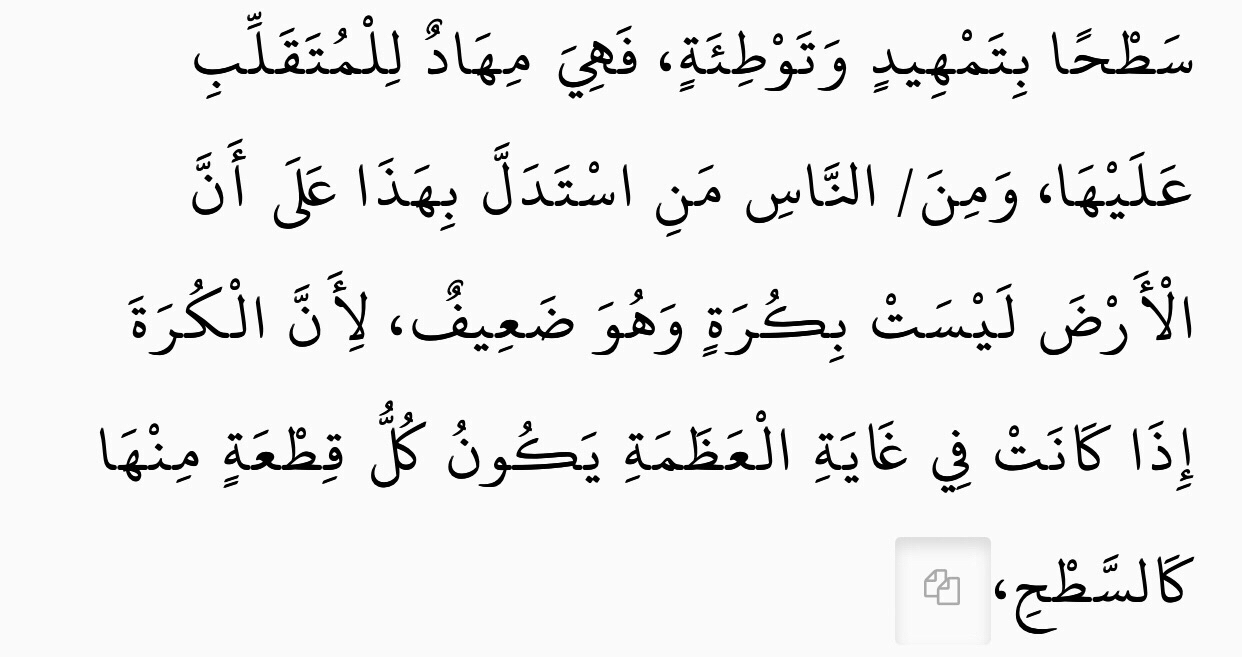 سَطْحًا بِتَمْهِيدٍ وَتَوْطِئَةٍ، فَهِيَ مِهَادٌ لِلْمُتَقَلِّبِ
عَلَيْهَا، وَمِنَ/ النَّاسِ مَنِ اسْتَدَلَّ بِهَذَا عَلَى أَنَّ
الْأَرْضَ لَيْسَتْ بِكُرَةٍ وَهُوَ ضَعِيفٌ، لِأَنَّ الْكُرَةَ
إِذَا كَانَتْ فِي غَايَةِ الْعَظَمَةِ يَكُونُ كُلُّ قِطْعَةٍ مِنْهَا
كَالسَّطْحِ،